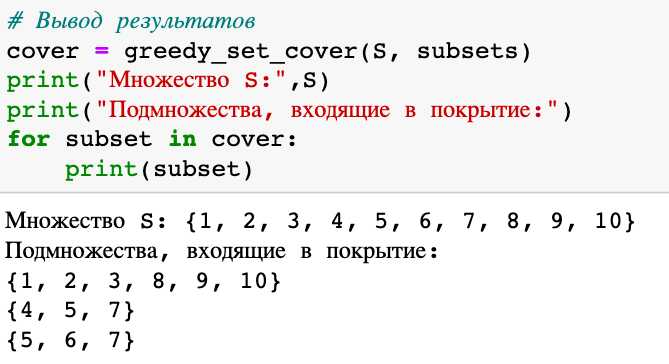 # Вывод результатов
cover = greedy_set_cover(S, subsets)
print("Множество S:",S)
print("Подмножества, входящие в покрытие:")
for subset in cover:
    print(subset)
Множество S: {1, 2, 3, 4, 5, 6, 7, 8, 9, 10}
Подмножества, входящие в покрытие:
{1, 2, 3, 8, 9, 10}
{4, 5, 7}
{5, 6, 7}